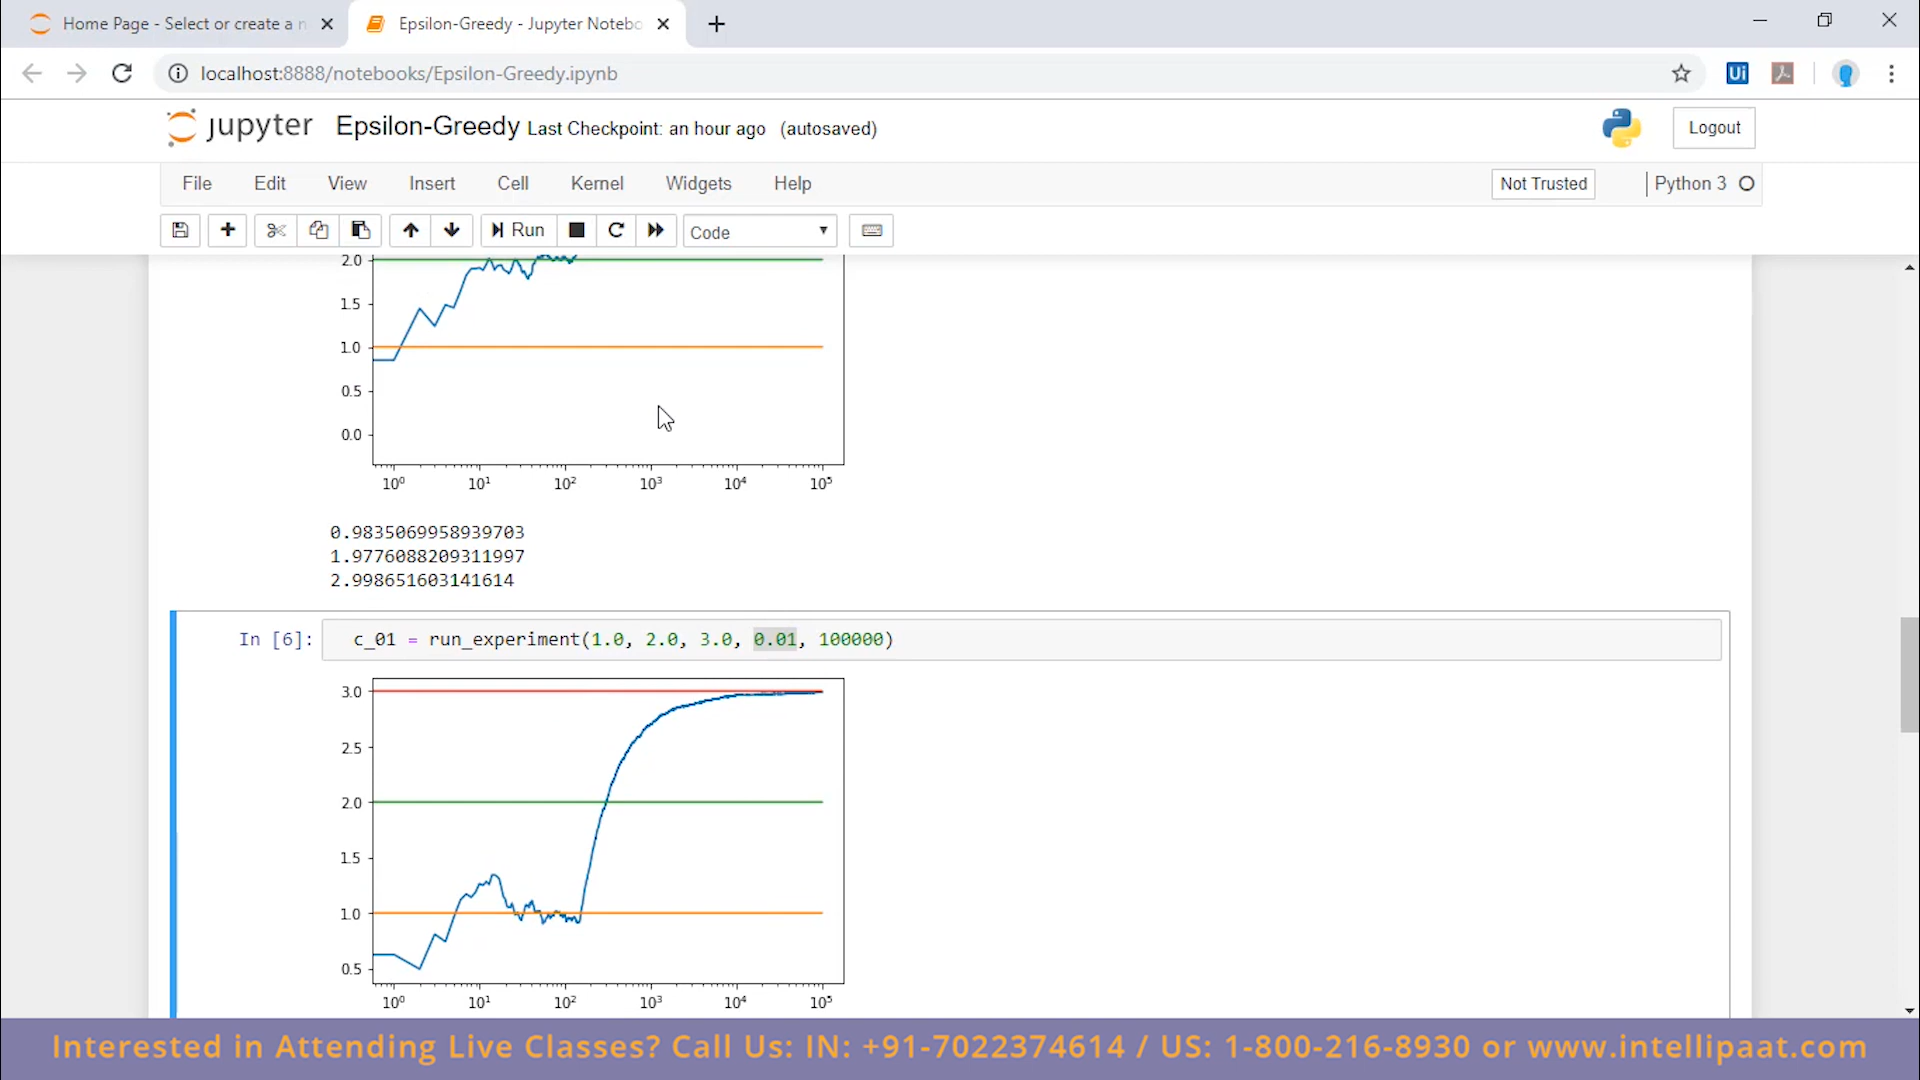 Home Page - Select or create a n
Epsilon-Greedy - Jupyter Notebo
localhost:8888/notebooks/Epsilon-Greedy.ipynb
Ui
jupyter Epsilon-Greedy Last Checkpoint: an hour ago (autosaved)
Logout
File Edit View Insert Cell Kernel Widgets Help
Not Trusted
Python 3
Run
Code
2.0
1.5
1.0
0.5
0.0
10⁰ 10¹ 10² 10³ 10⁴ 10⁵
0.9835069958939703
1.9776088209311997
2.998651603141614
In [6]: c_01 = run_experiment(1.0, 2.0, 3.0, 0.01, 100000)
3.0
2.5
2.0
1.5
1.0
0.5
10⁰ 10¹ 10² 10³ 10⁴ 10⁵
Interested in Attending Live Classes? Call Us: IN: +91-7022374614 / US: 1-800-216-8930 or www.intellipaat.com